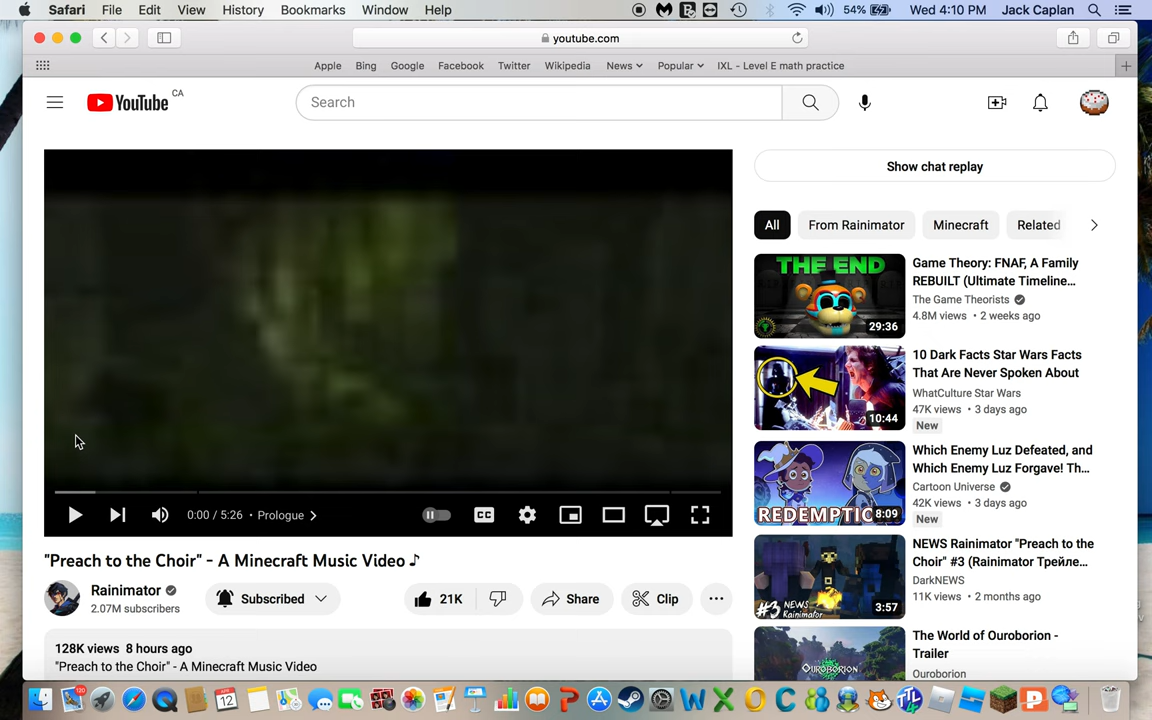 Safari File Edit View History Bookmarks Window Help 54% Wed 4:10 PM Jack Caplan
youtube.com
Apple Bing Google Facebook Twitter Wikipedia News Popular IXL - Level E math practice
YouTube CA
Search
Show chat replay
All From Rainimator Minecraft Related
THE END
29:36
Game Theory: FNAF, A Family
REBUILT (Ultimate Timeline...
The Game Theorists
4.8M views • 2 weeks ago
10:44
10 Dark Facts Star Wars Facts
That Are Never Spoken About
WhatCulture Star Wars
47K views • 3 days ago
New
REDEMPTIO
8:09
Which Enemy Luz Defeated, and
Which Enemy Luz Forgave! Th...
Cartoon Universe
42K views • 3 days ago
New
#3 NEWS
Rainimator
3:57
NEWS Rainimator "Preach to the
Choir" #3 (Rainimator Трейле...
DarkNEWS
11K views • 2 months ago
OUROBORION
The World of Ouroborion -
Trailer
Ouroborion
0:00 / 5:26 • Prologue
CC
"Preach to the Choir" - A Minecraft Music Video ♪
Rainimator
2.07M subscribers
Subscribed
21K
Share
Clip
128K views 8 hours ago
"Preach to the Choir" - A Minecraft Music Video